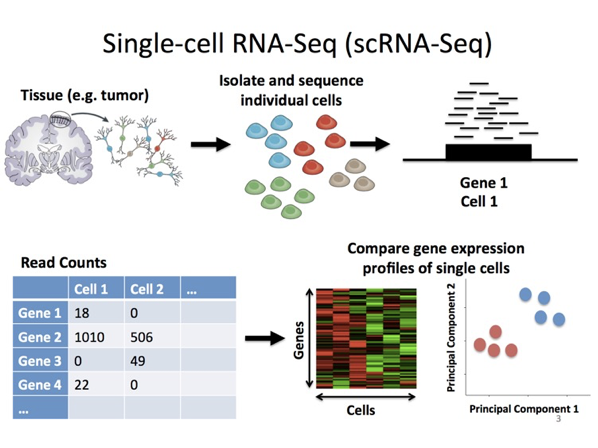 Single-cell RNA-Seq (scRNA-Seq)
Tissue (e.g. tumor)
Isolate and sequence
individual cells
Gene 1
Cell 1
Read Counts
Cell 1 Cell 2 ...
Gene 1 18 0
Gene 2 1010 506
Gene 3 0 49
Gene 4 22 0
...
Compare gene expression
profiles of single cells
Genes
Cells
Principal Component 2
Principal Component 1
3